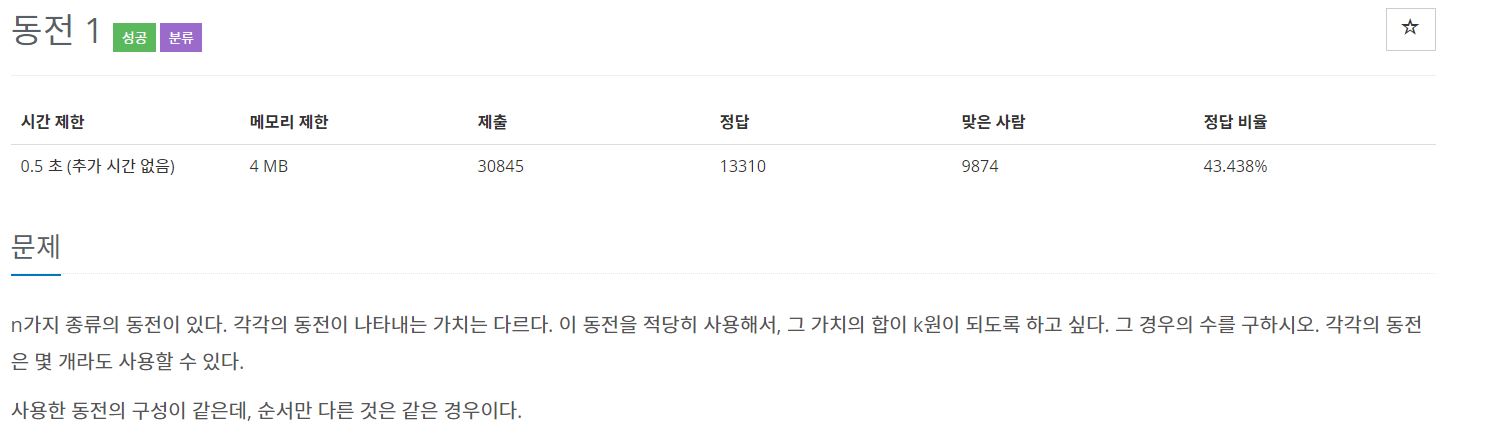 동전 1 성공 분류
☆
시간 제한 메모리 제한 제출 정답 맞은 사람 정답 비율
0.5 초 (추가 시간 없음) 4 MB 30845 13310 9874 43.438%
문제
n가지 종류의 동전이 있다. 각각의 동전이 나타내는 가치는 다르다. 이 동전을 적당히 사용해서, 그 가치의 합이 k원이 되도록 하고 싶다. 그 경우의 수를 구하시오. 각각의 동전
은 몇 개라도 사용할 수 있다.
사용한 동전의 구성이 같은데, 순서만 다른 것은 같은 경우이다.